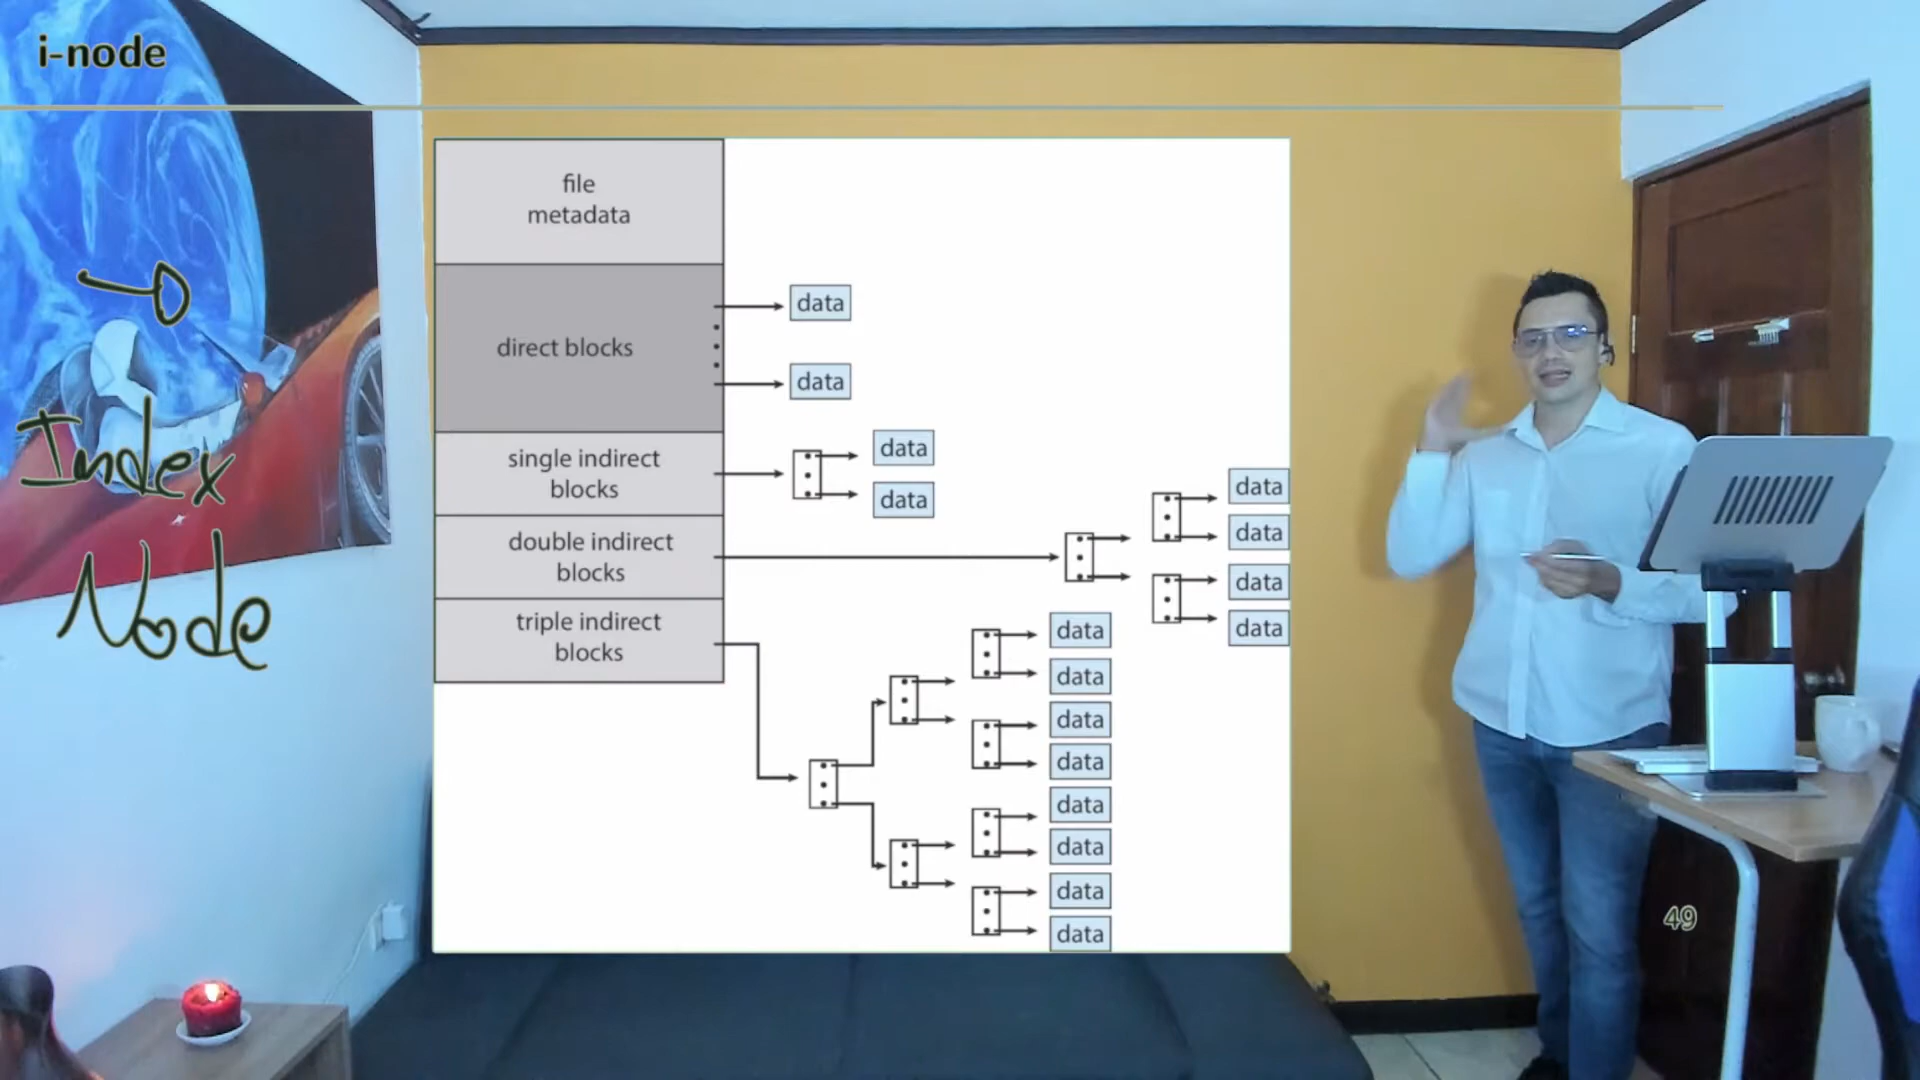 i-node
file
metadata
direct blocks
data
data
single indirect
blocks
data
data
double indirect
blocks
data
data
data
data
triple indirect
blocks
data
data
data
data
data
data
data
data
Index
Node
49